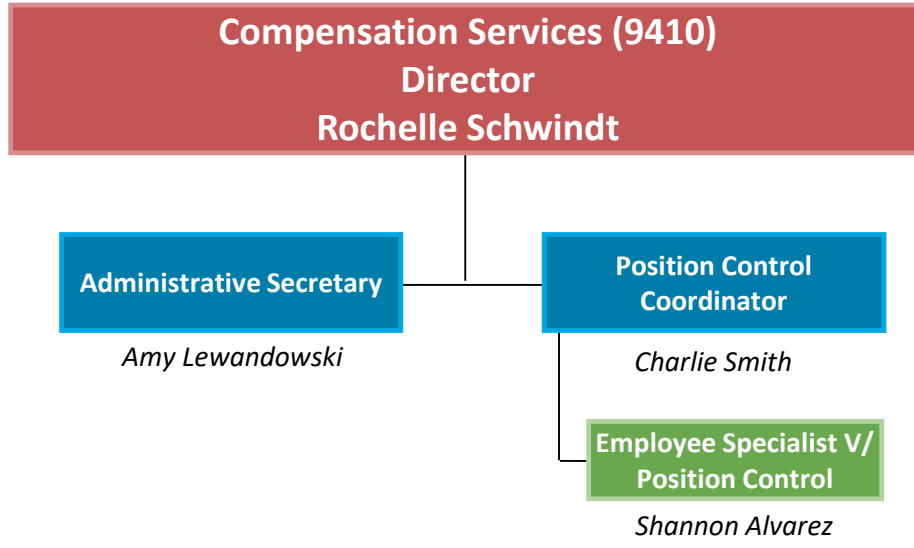 Compensation Services (9410)
Director
Rochelle Schwindt
Administrative Secretary
Amy Lewandowski
Position Control
Coordinator
Charlie Smith
Employee Specialist V/
Position Control
Shannon Alvarez